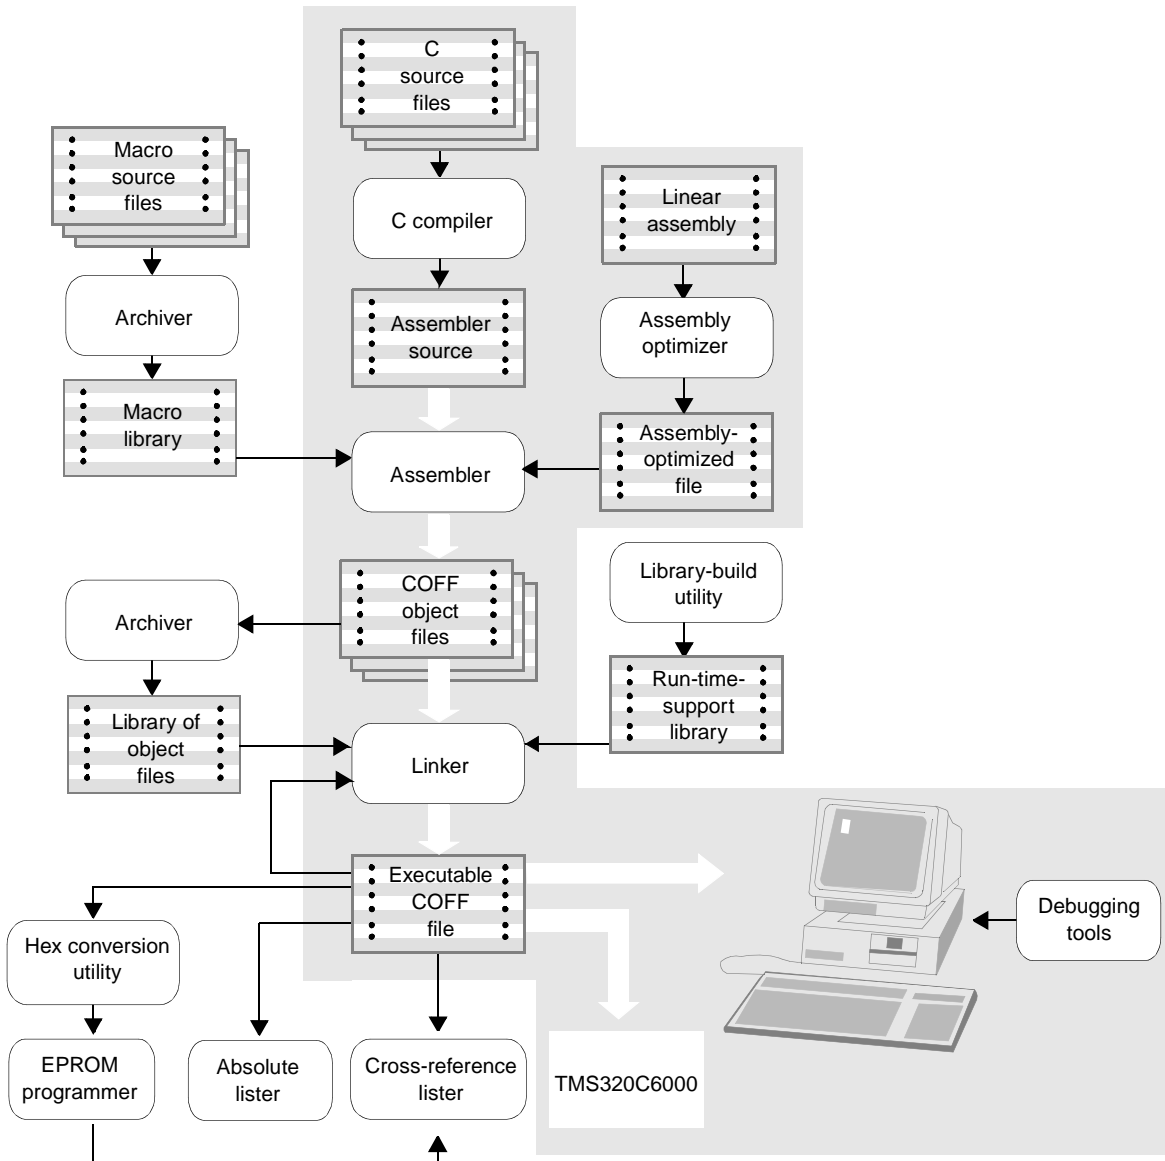 C
source
files
Macro
source
files
C compiler
Linear
assembly
Archiver
Assembler
source
Assembly
optimizer
Macro
library
Assembler
Assembly-
optimized
file
Library-build
utility
COFF
object
files
Archiver
Run-time-
support
library
Library of
object
files
Linker
Executable
COFF
file
Debugging
tools
Hex conversion
utility
EPROM
programmer
Absolute
lister
Cross-reference
lister
TMS320C6000